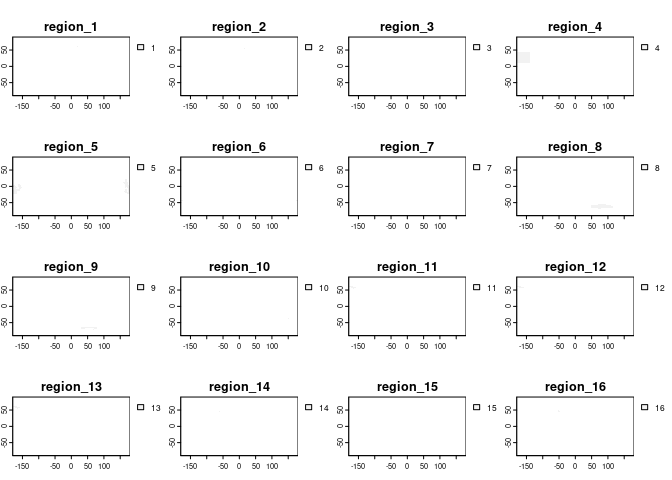 region_1 region_2 region_3 region_4
1 2 3 4
50 50 50 50
0 0 0 0
-50 -50 -50 -50
-150 -50 0 50 100 -150 -50 0 50 100 -150 -50 0 50 100 -150 -50 0 50 100
region_5 region_6 region_7 region_8
5 6 7 8
50 50 50 50
0 0 0 0
-50 -50 -50 -50
-150 -50 0 50 100 -150 -50 0 50 100 -150 -50 0 50 100 -150 -50 0 50 100
region_9 region_10 region_11 region_12
9 10 11 12
50 50 50 50
0 0 0 0
-50 -50 -50 -50
-150 -50 0 50 100 -150 -50 0 50 100 -150 -50 0 50 100 -150 -50 0 50 100
region_13 region_14 region_15 region_16
13 14 15 16
50 50 50 50
0 0 0 0
-50 -50 -50 -50
-150 -50 0 50 100 -150 -50 0 50 100 -150 -50 0 50 100 -150 -50 0 50 100